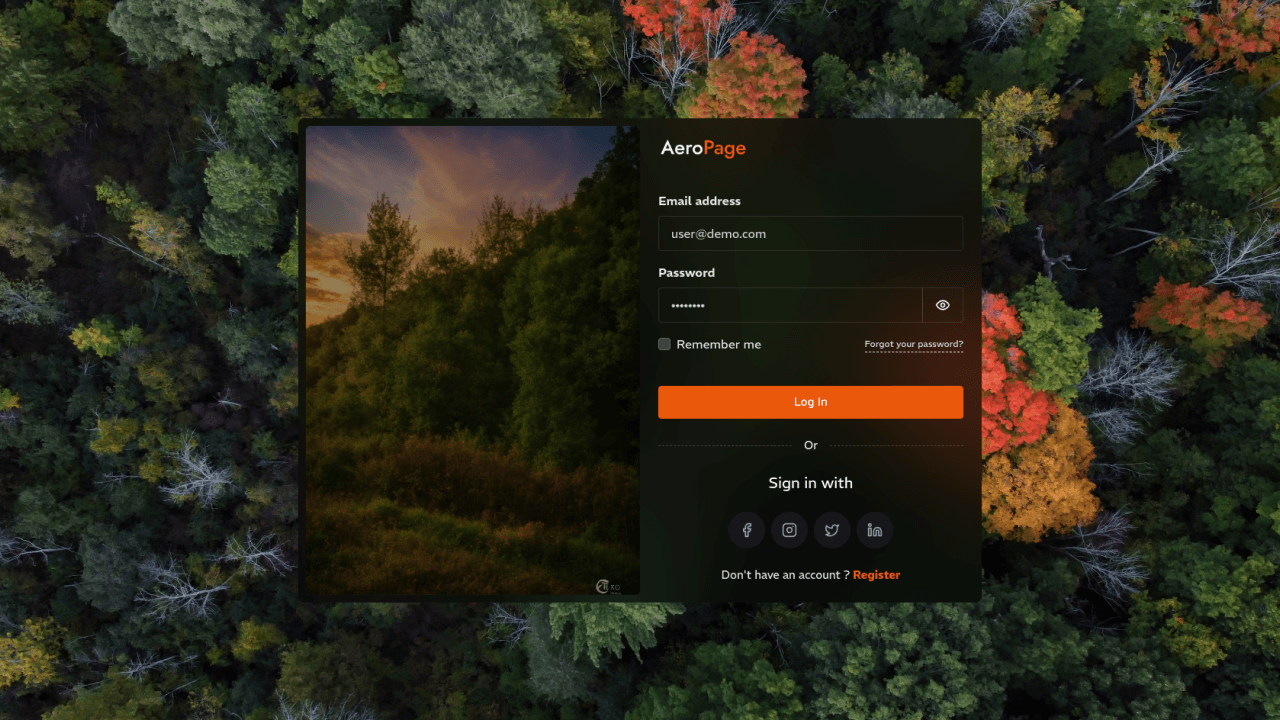 AeroPage
Email address
user@demo.com
Password
••••••••
Remember me
Forgot your password?
Log In
Or
Sign in with
Don't have an account ? Register